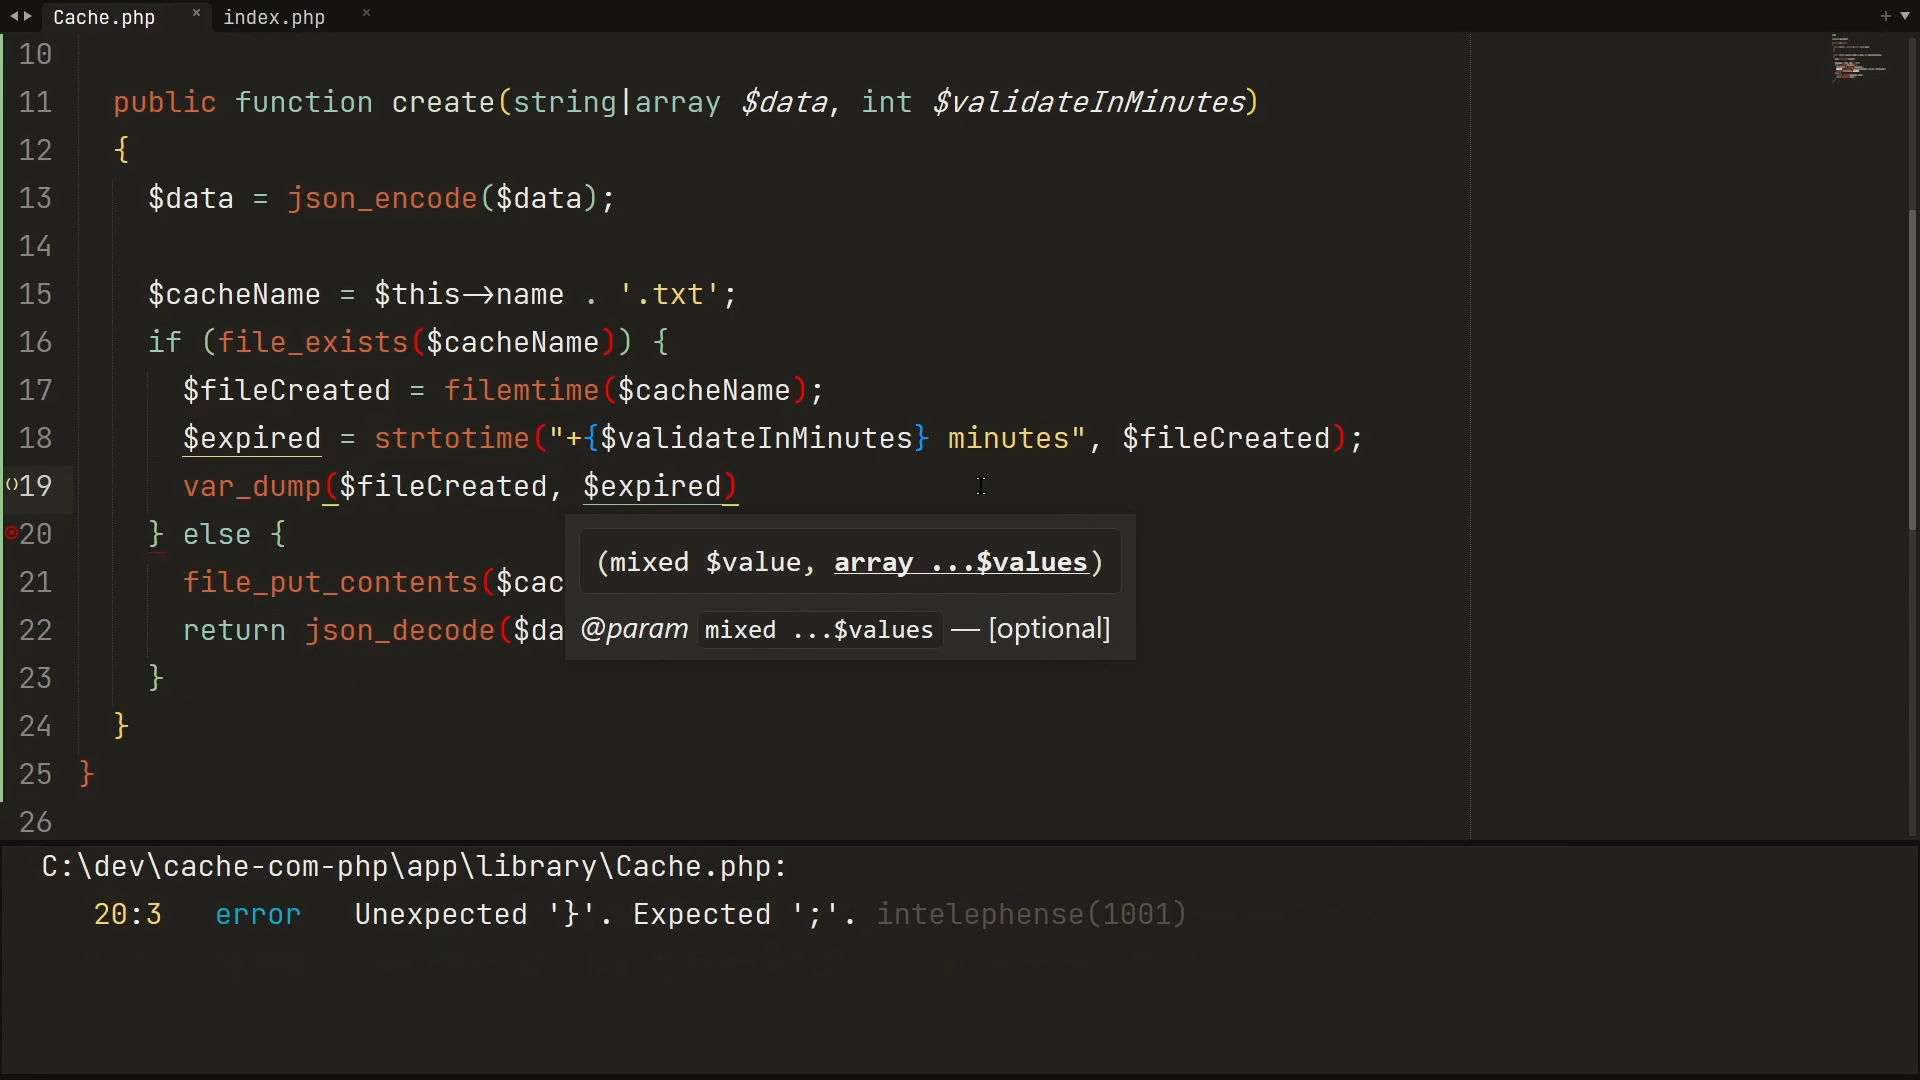 Cache.php × index.php ×
+ ▼
10
11 public function create(string|array $data, int $validateInMinutes)
12 {
13 $data = json_encode($data);
14
15 $cacheName = $this->name . '.txt';
16 if (file_exists($cacheName)) {
17 $fileCreated = filemtime($cacheName);
18 $expired = strtotime("+{$validateInMinutes} minutes", $fileCreated);
19 var_dump($fileCreated, $expired)
20 } else {
(mixed $value, array ...$values)
21 file_put_contents($cac
22 return json_decode($da
@param mixed ...$values — [optional]
23 }
24 }
25 }
26
C:\dev\cache-com-php\app\library\Cache.php:
20:3 error Unexpected '}'. Expected ';'. intelephense(1001)